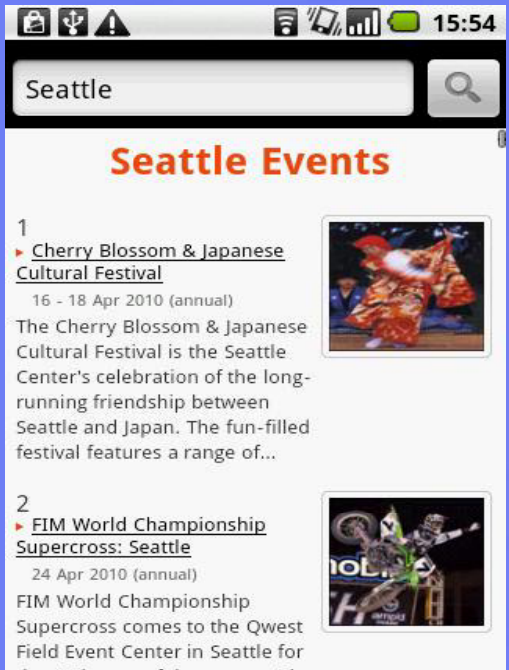 15:54
Seattle
Seattle Events
1
Cherry Blossom & Japanese
Cultural Festival
16 - 18 Apr 2010 (annual)
The Cherry Blossom & Japanese
Cultural Festival is the Seattle
Center's celebration of the long-
running friendship between
Seattle and Japan. The fun-filled
festival features a range of...
2
FIM World Championship
Supercross: Seattle
24 Apr 2010 (annual)
FIM World Championship
Supercross comes to the Qwest
Field Event Center in Seattle for